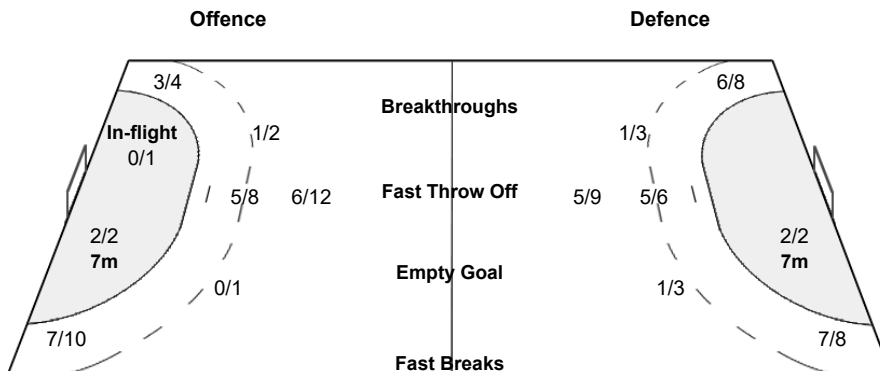 Offence Defence
3/4 6/8
Breakthroughs
In-flight 1/2 1/3
0/1
5/8 6/12 Fast Throw Off 5/9 5/6
2/2 2/2
7m 7m
Empty Goal
0/1 1/3
7/10 7/8
Fast Breaks